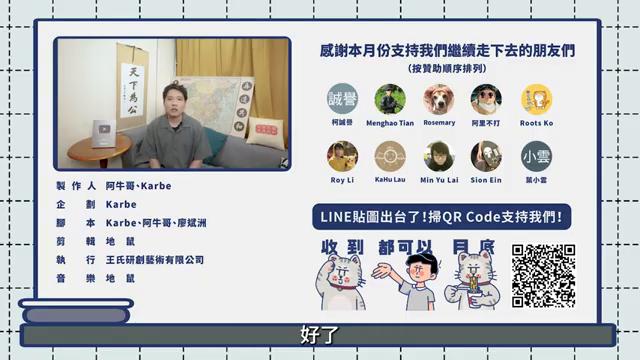 感謝本月份支持我們繼續走下去的朋友們
(按贊助順序排列)
天下為公
誠譽
柯誠譽
Menghao Tian
Rosemary
阿里不打
Roots Ko
小雲
Roy Li
KaHu Lau
Min Yu Lai
Sion Ein
葉小雲
製作人 阿牛哥、Karbe
企劃 Karbe
腳本 Karbe、阿牛哥、廖斌洲
剪輯 地鼠
執行 王氏研創藝術有限公司
音樂 地鼠
LINE貼圖出台了!掃QR Code支持我們!
收到 都可以 月底
好了